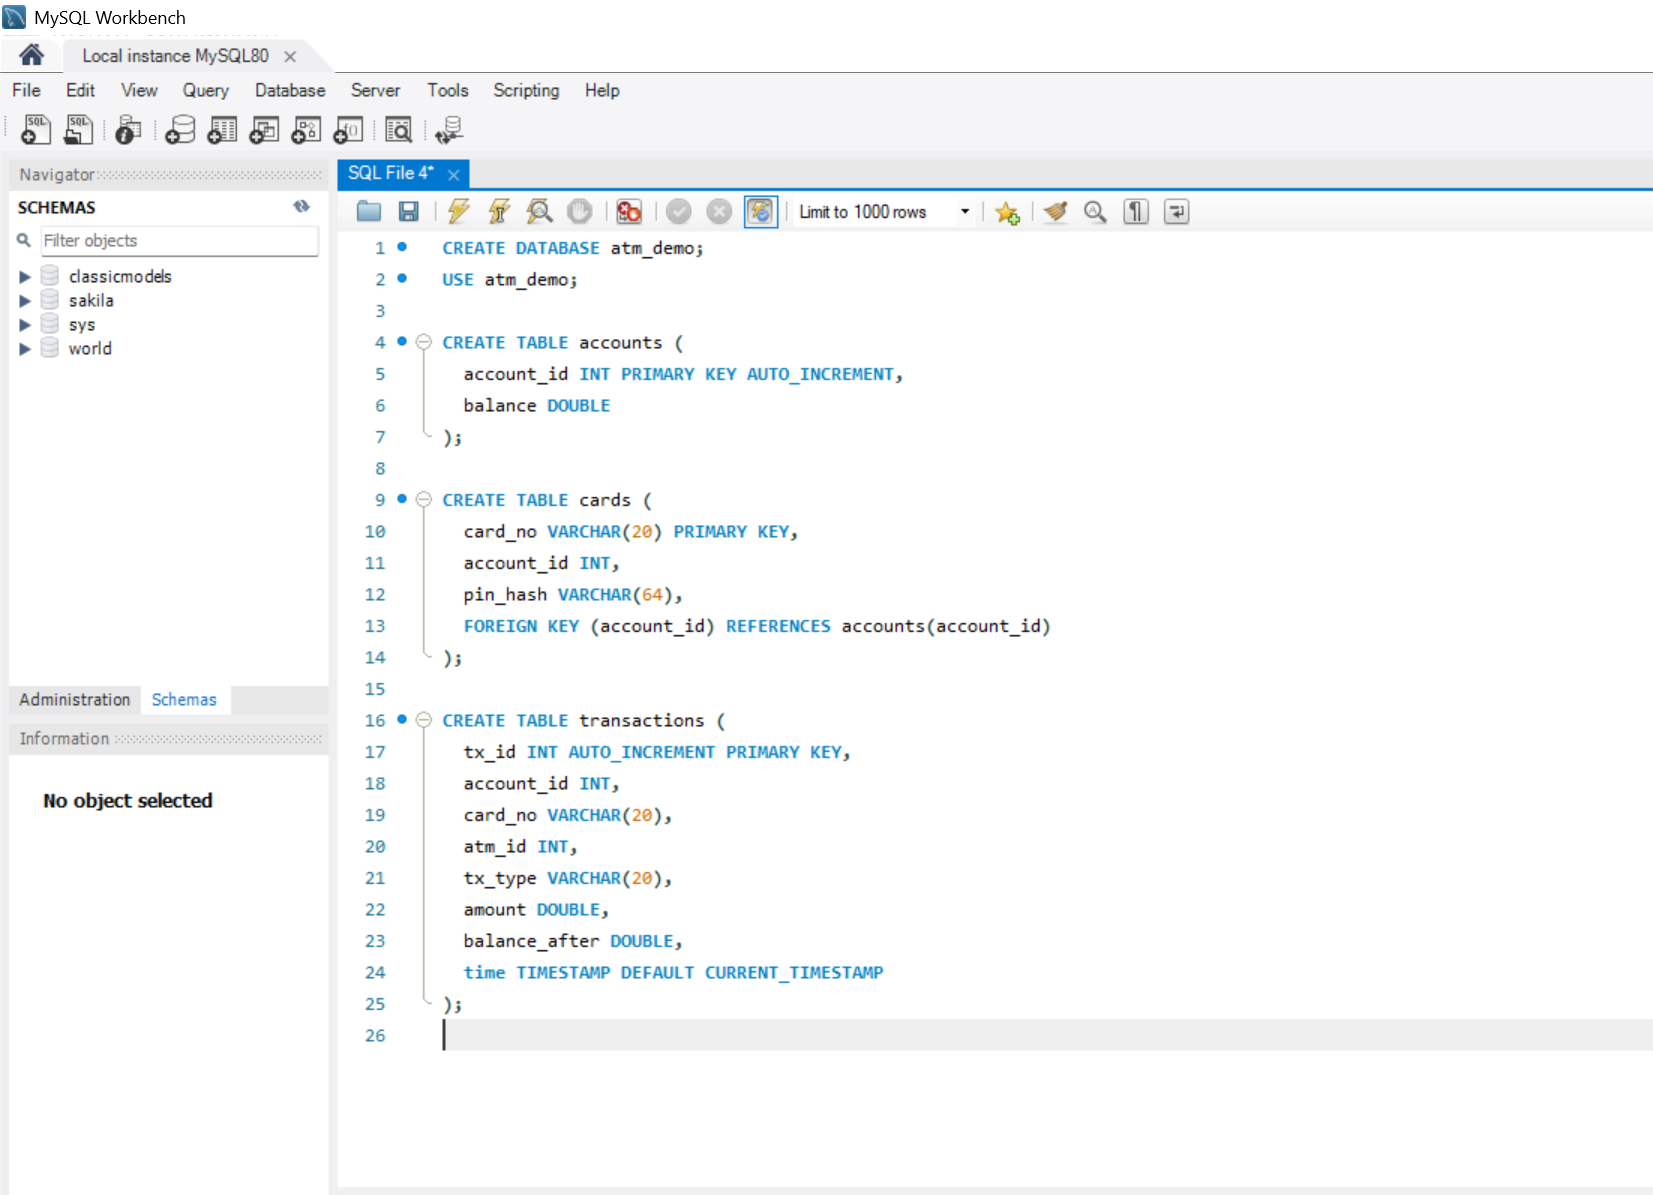 MySQL Workbench
Local instance MySQL80
File Edit View Query Database Server Tools Scripting Help
Navigator
SCHEMAS
Filter objects
classicmodels
sakila
sys
world
Administration Schemas
Information
No object selected
SQL File 4*
Limit to 1000 rows
1 CREATE DATABASE atm_demo;
2 USE atm_demo;
3
4 CREATE TABLE accounts (
5 account_id INT PRIMARY KEY AUTO_INCREMENT,
6 balance DOUBLE
7 );
8
9 CREATE TABLE cards (
10 card_no VARCHAR(20) PRIMARY KEY,
11 account_id INT,
12 pin_hash VARCHAR(64),
13 FOREIGN KEY (account_id) REFERENCES accounts(account_id)
14 );
15
16 CREATE TABLE transactions (
17 tx_id INT AUTO_INCREMENT PRIMARY KEY,
18 account_id INT,
19 card_no VARCHAR(20),
20 atm_id INT,
21 tx_type VARCHAR(20),
22 amount DOUBLE,
23 balance_after DOUBLE,
24 time TIMESTAMP DEFAULT CURRENT_TIMESTAMP
25 );
26